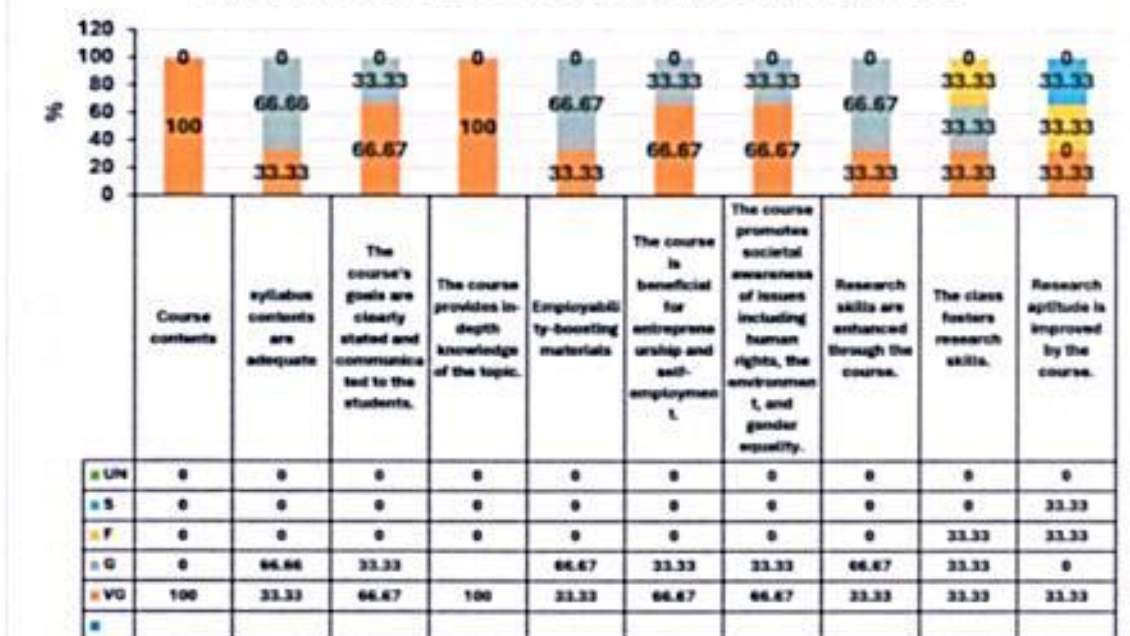 120
100
80
60
40
20
0
%
0 0 0 0 0 0 0 0 0 0
33.33 33.33 33.33 33.33 33.33
66.66 66.67 66.67
100 100 33.33 33.33
66.67 66.67 66.67 0
33.33 33.33 33.33 33.33 33.33
Course
contents
syllabus
contents
are
adequate
The
course's
goals are
clearly
stated and
communica
ted to the
students.
The course
provides in-
depth
knowledge
of the topic.
Employabili
ty-boosting
materials
The course
is
beneficial
for
entreprene
urship and
self-
employmen
t.
The course
promotes
societal
awareness
of issues
including
human
rights, the
environmen
t, and
gender
equality.
Research
skills are
enhanced
through the
course.
The class
fosters
research
skills.
Research
aptitude is
improved
by the
course.
UN 0 0 0 0 0 0 0 0 0 0
S 0 0 0 0 0 0 0 0 0 33.33
F 0 0 0 0 0 0 0 0 33.33 33.33
G 0 66.66 33.33 66.67 33.33 33.33 66.67 33.33 0
VG 100 33.33 66.67 100 33.33 66.67 66.67 33.33 33.33 33.33